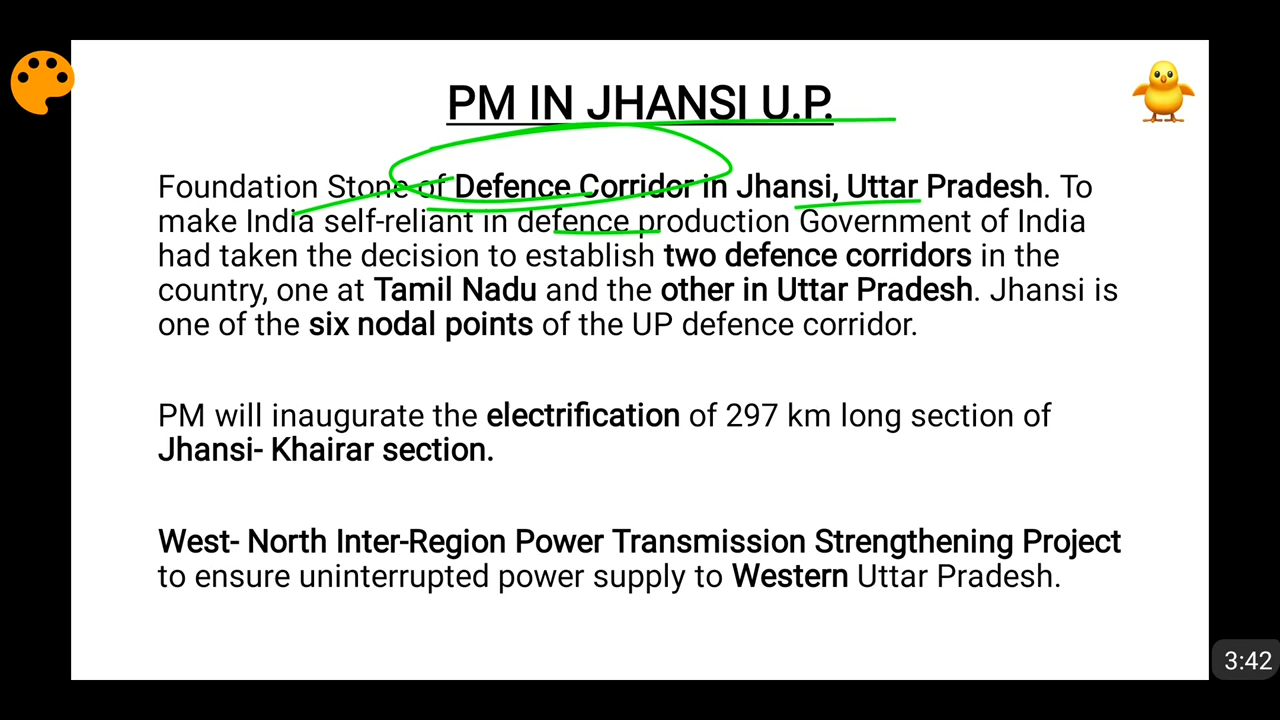 PM IN JHANSI U.P.
Foundation Stone of Defence Corridor in Jhansi, Uttar Pradesh. To
make India self-reliant in defence production Government of India
had taken the decision to establish two defence corridors in the
country, one at Tamil Nadu and the other in Uttar Pradesh. Jhansi is
one of the six nodal points of the UP defence corridor.
PM will inaugurate the electrification of 297 km long section of
Jhansi- Khairar section.
West- North Inter-Region Power Transmission Strengthening Project
to ensure uninterrupted power supply to Western Uttar Pradesh.
3:42